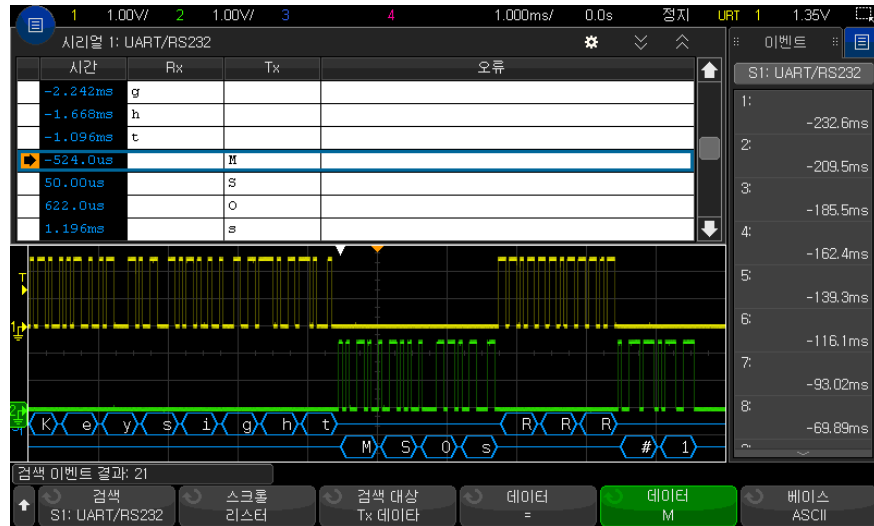 1 1.00V/ 2 1.00V/ 3 4 1.000ms/ 0.0s 정지 URT 1 1.35V
시리얼 1: UART/RS232
이벤트
시간 Rx Tx 오류
S1: UART/RS232
-2.242ms g
-1.668ms h
-1.096ms t
-524.0us M
50.00us S
622.0us O
1.196ms s
1:
-232.6ms
2:
-209.5ms
3:
-185.5ms
4:
-162.4ms
5:
-139.3ms
6:
-116.1ms
7:
-93.02ms
8:
-69.89ms
T
1
2
K e y s i g h t R R R
M S O s # 1
검색 이벤트 결과: 21
검색 스크롤 검색 대상 데이터 데이터 베이스
S1: UART/RS232 리스터 Tx 데이타 = M ASCII